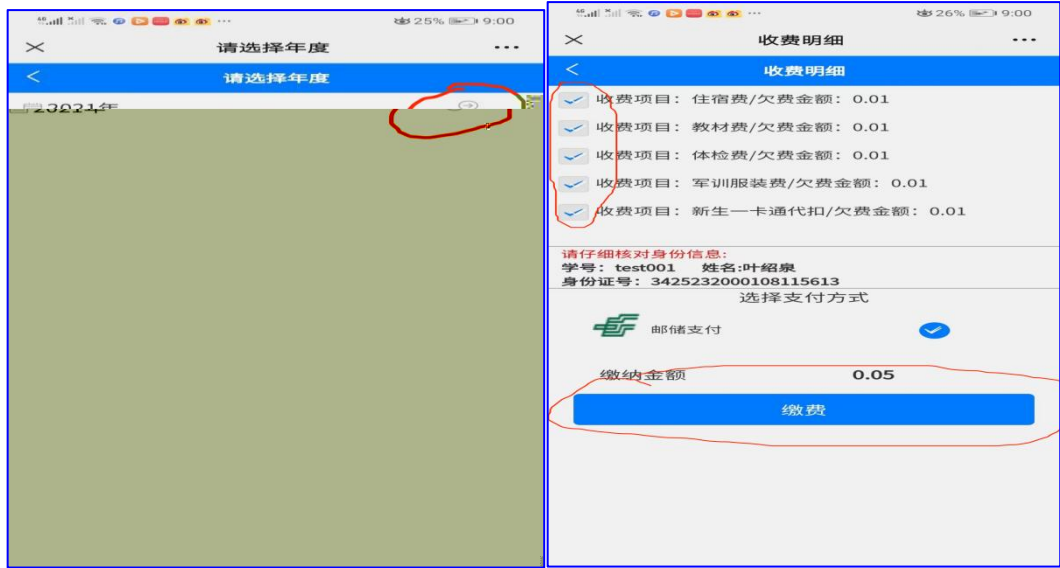 25% 9:00
请选择年度
请选择年度
2021年
26% 9:00
收费明细
收费明细
收费项目：住宿费/欠费金额：0.01
收费项目：教材费/欠费金额：0.01
收费项目：体检费/欠费金额：0.01
收费项目：军训服装费/欠费金额：0.01
收费项目：新生一卡通代扣/欠费金额：0.01
请仔细核对身份信息:
学号：test001 姓名:叶绍泉
身份证号：3425232000108115613
选择支付方式
邮储支付
缴纳金额 0.05
缴费